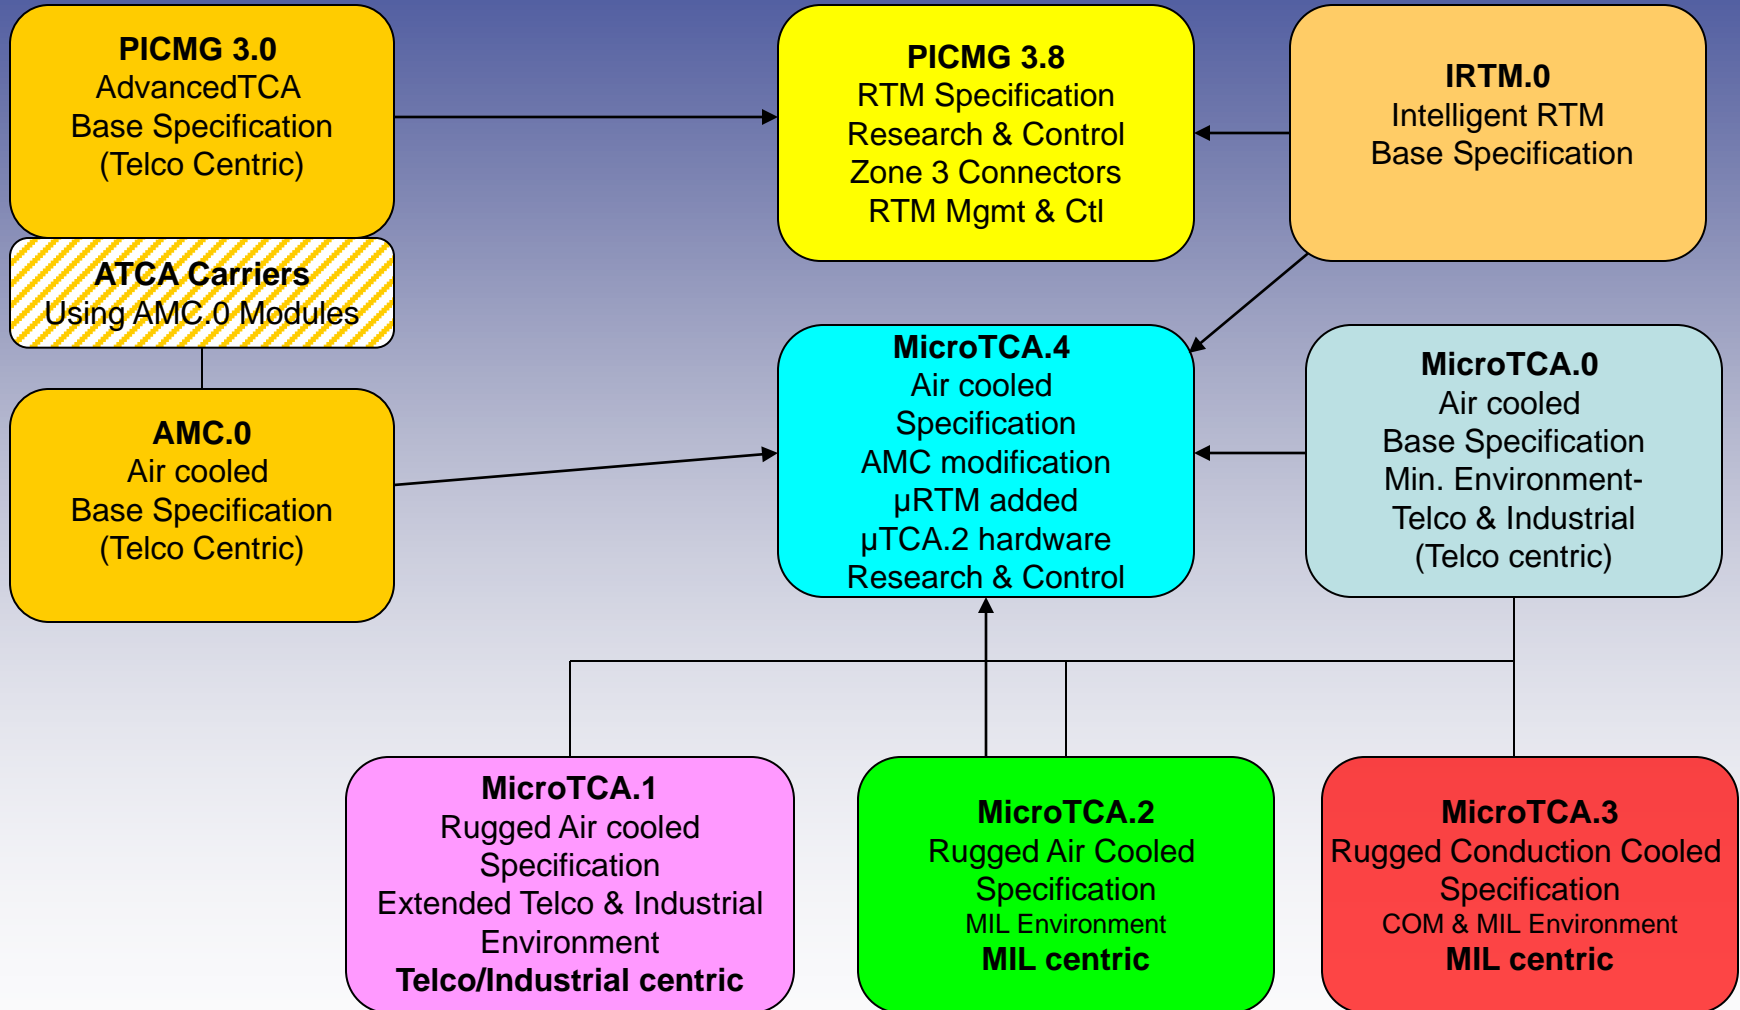 PICMG 3.0
AdvancedTCA
Base Specification
(Telco Centric)
PICMG 3.8
RTM Specification
Research & Control
Zone 3 Connectors
RTM Mgmt & Ctl
IRTM.0
Intelligent RTM
Base Specification
ATCA Carriers
Using AMC.0 Modules
AMC.0
Air cooled
Base Specification
(Telco Centric)
MicroTCA.4
Air cooled
Specification
AMC modification
µRTM added
µTCA.2 hardware
Research & Control
MicroTCA.0
Air cooled
Base Specification
Min. Environment-
Telco & Industrial
(Telco centric)
MicroTCA.1
Rugged Air cooled
Specification
Extended Telco & Industrial
Environment
Telco/Industrial centric
MicroTCA.2
Rugged Air Cooled
Specification
MIL Environment
MIL centric
MicroTCA.3
Rugged Conduction Cooled
Specification
COM & MIL Environment
MIL centric